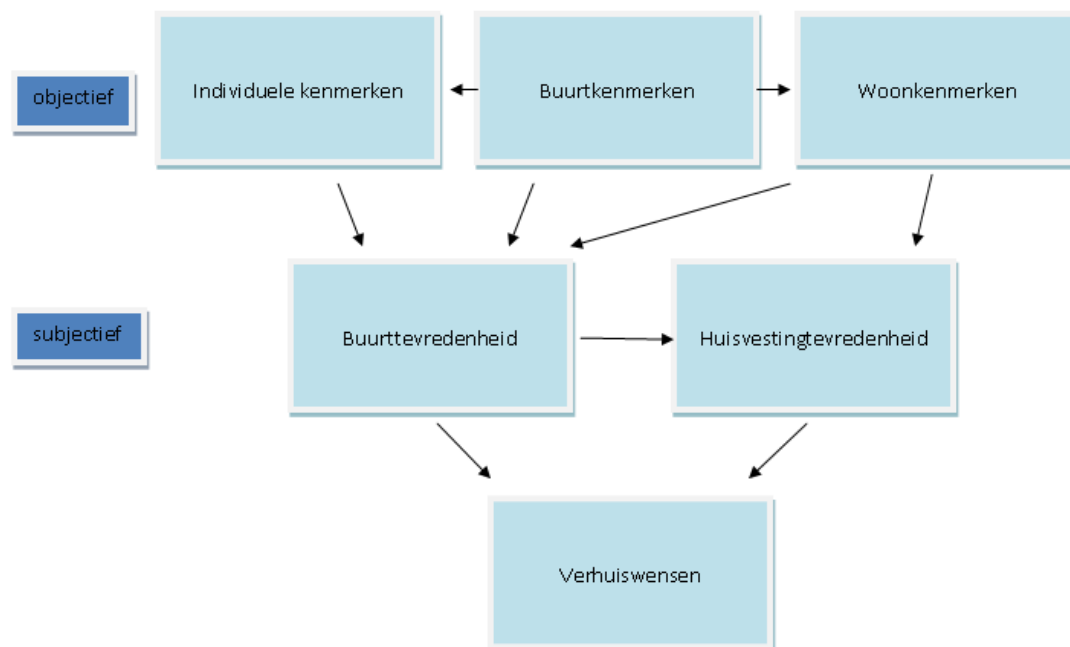 objectief
Individuele kenmerken
Buurtkenmerken
Woonkenmerken
subjectief
Buurttevredenheid
Huisvestingtevredenheid
Verhuiswensen